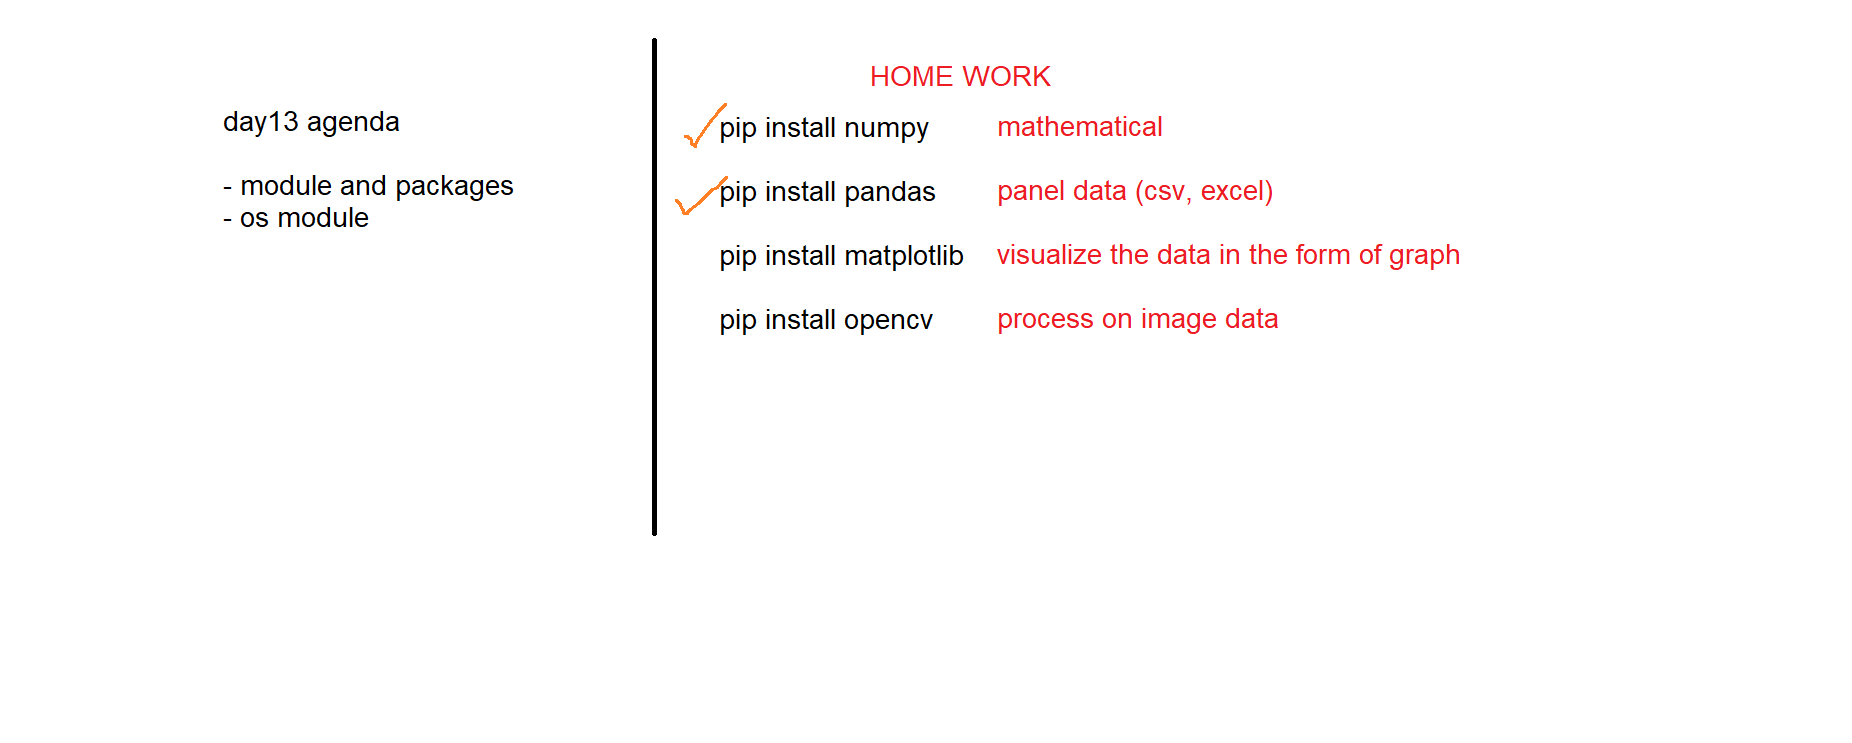 day13 agenda
- module and packages
- os module
HOME WORK
pip install numpy mathematical
pip install pandas panel data (csv, excel)
pip install matplotlib visualize the data in the form of graph
pip install opencv process on image data